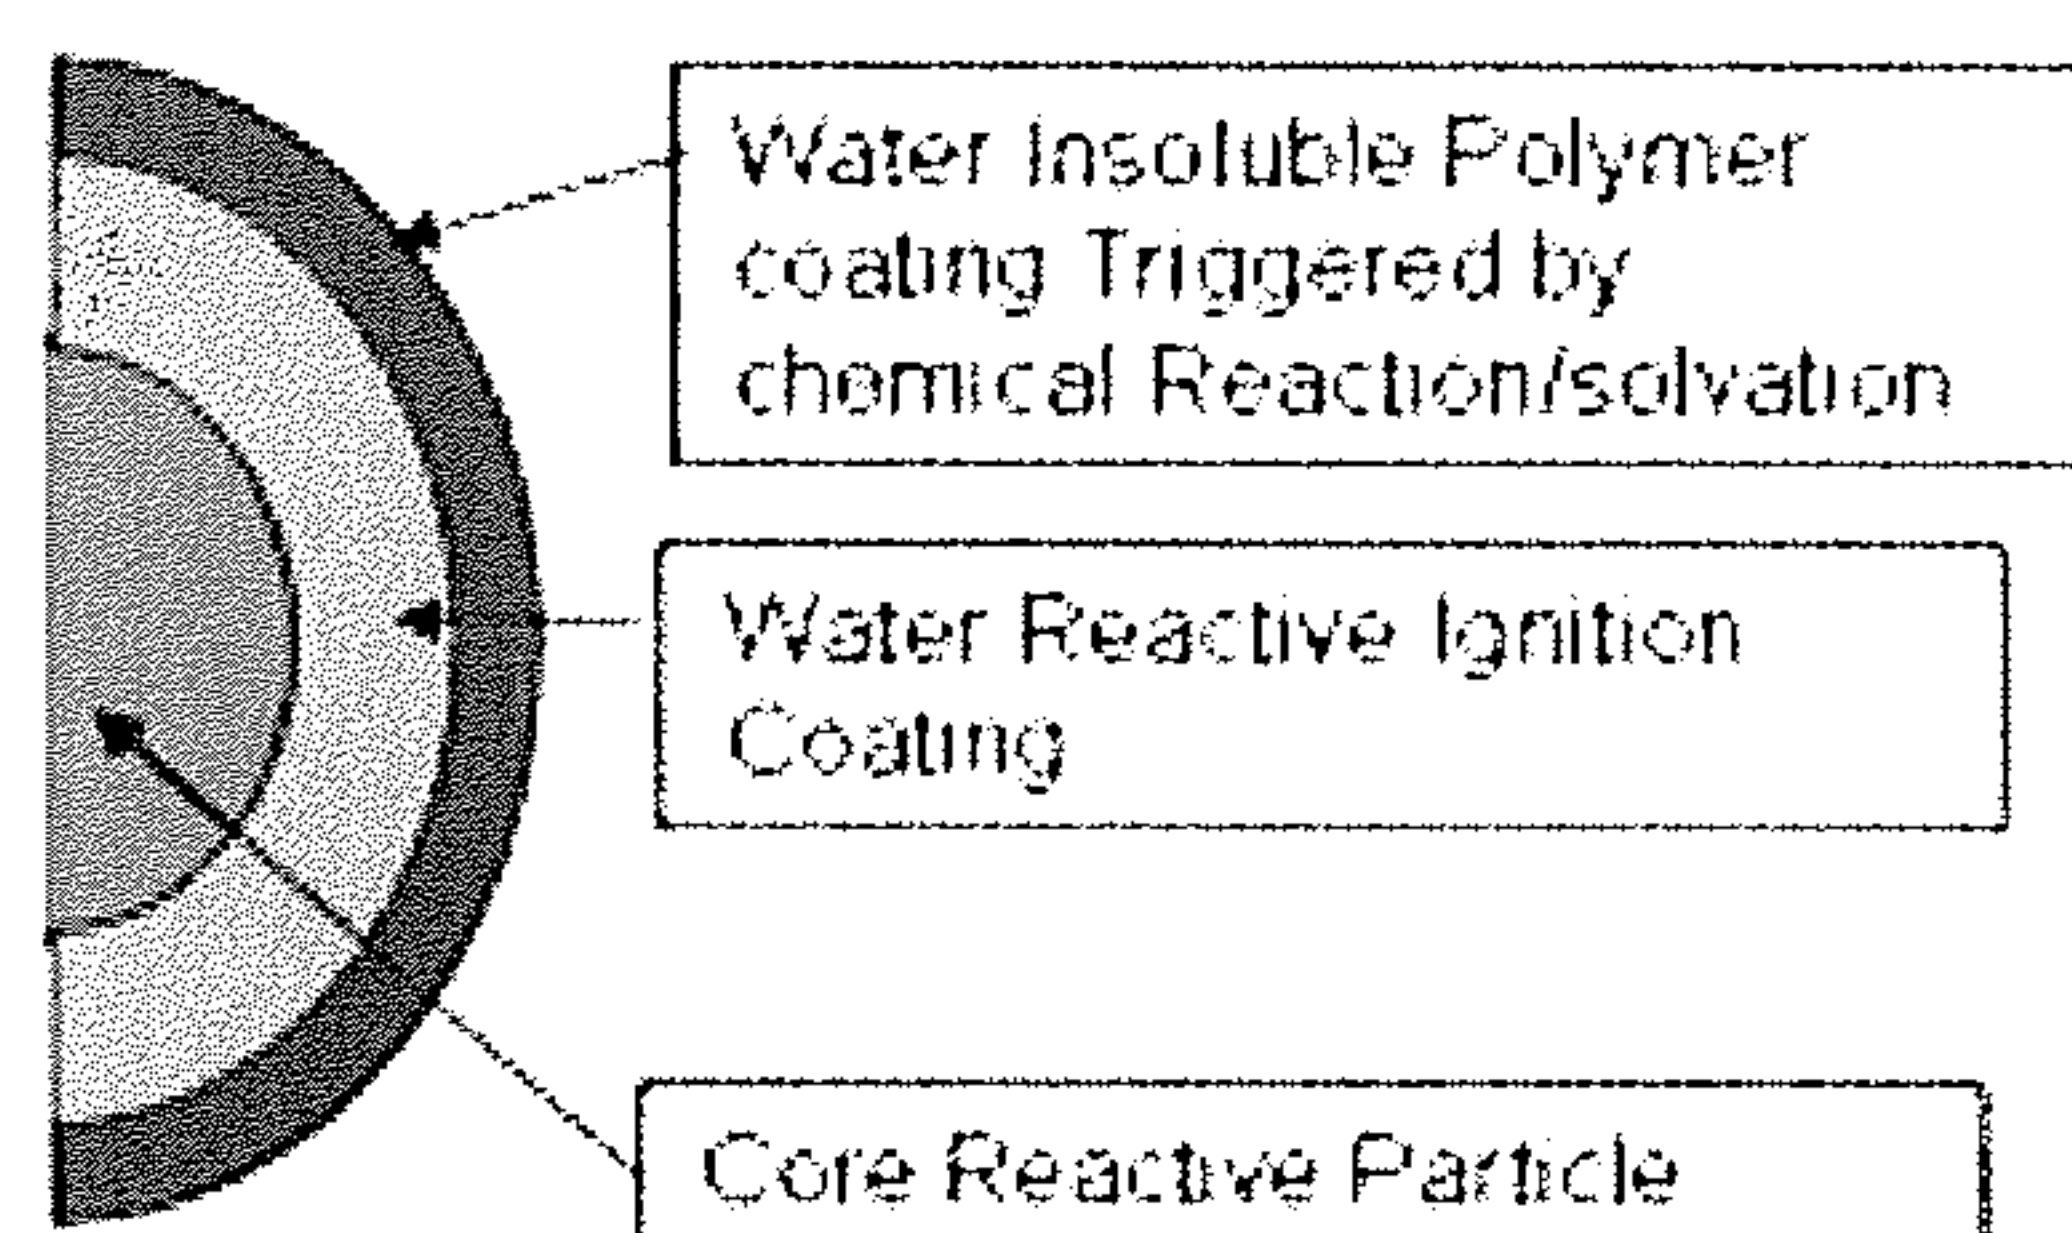 Water Insoluble Polymer
coating Triggered by
chemical Reaction/solvation
Water Reactive Ignition
Coating
Core Reactive Particle